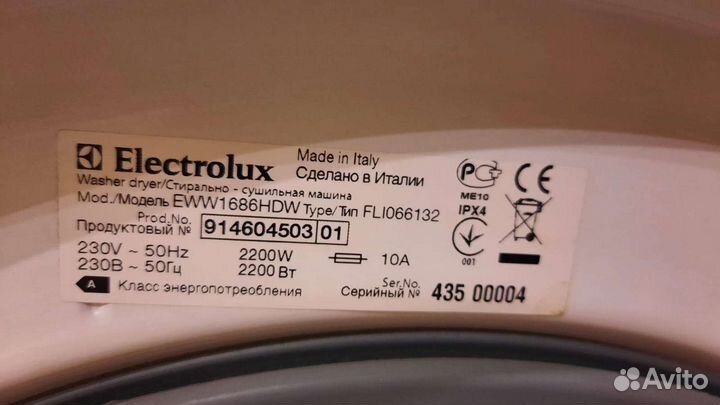 Electrolux
Made in Italy
Сделано в Италии
Washer dryer/Стирально - сушильная машина
Mod./Модель EWW1686HDW Type/Тип FLI066132
Prod.No.
Продуктовый № 914604503 01
230V ~ 50Hz 2200W 10A
230В ~ 50Гц 2200 Вт
A Класс энергопотребления
Ser.No.
Серийный № 435 00004
PC CE
ME10
IPX4
001
Avito